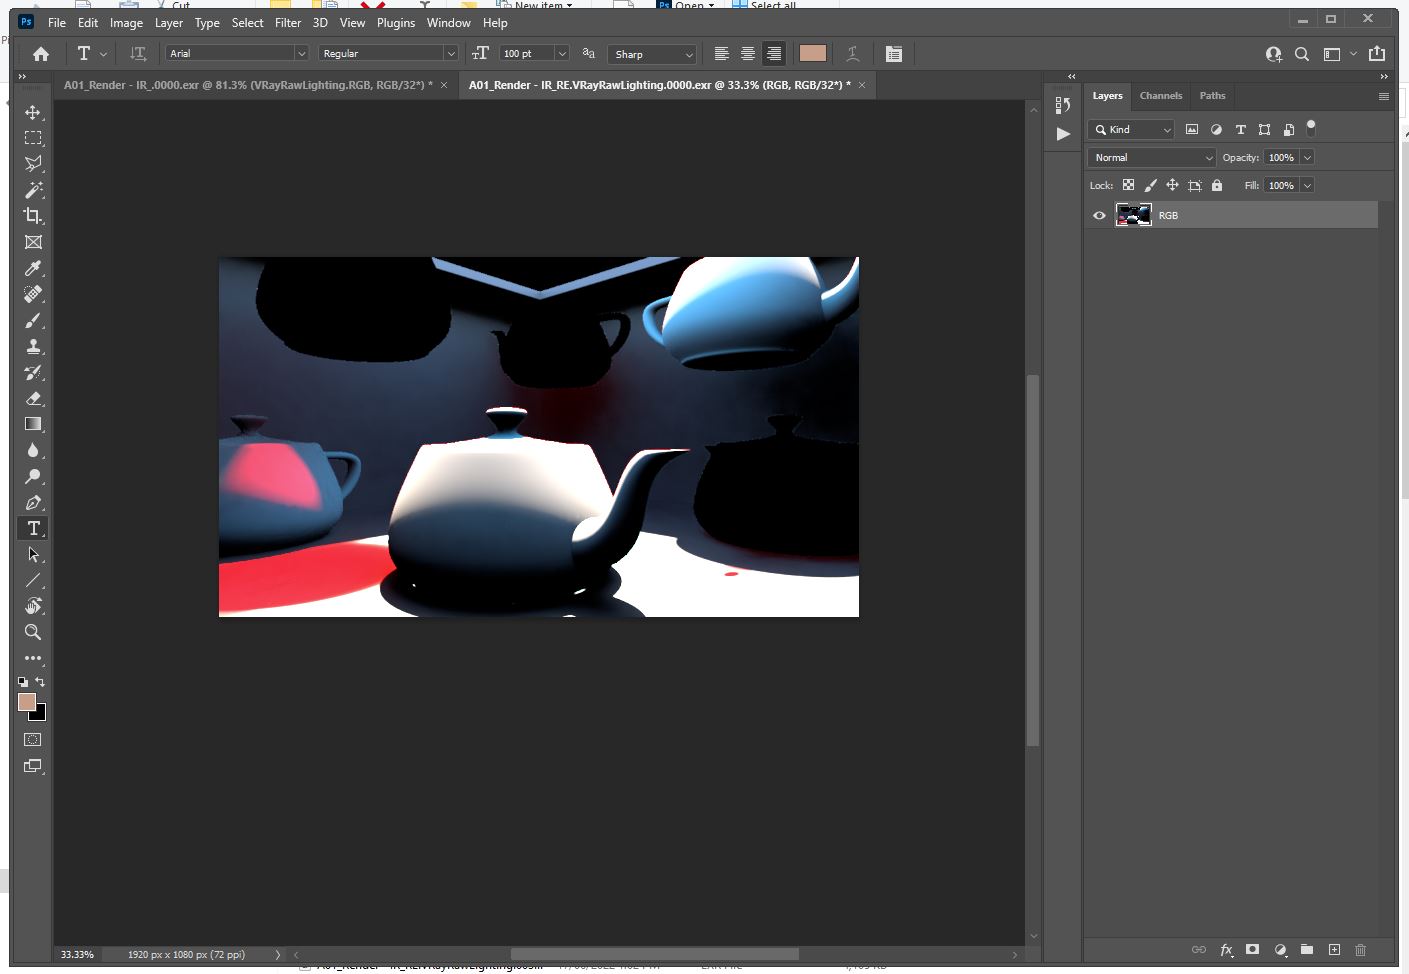 Cut
New item
Open
Select all
Ps
File Edit Image Layer Type Select Filter 3D View Plugins Window Help
T Arial Regular 100 pt Sharp
A01_Render - IR_.0000.exr @ 81.3% (VRayRawLighting.RGB, RGB/32*) * ×
A01_Render - IR_RE.VRayRawLighting.0000.exr @ 33.3% (RGB, RGB/32*) * ×
Layers Channels Paths
Kind
Normal Opacity: 100%
Lock: Fill: 100%
RGB
33.33% 1920 px x 1080 px (72 ppi)